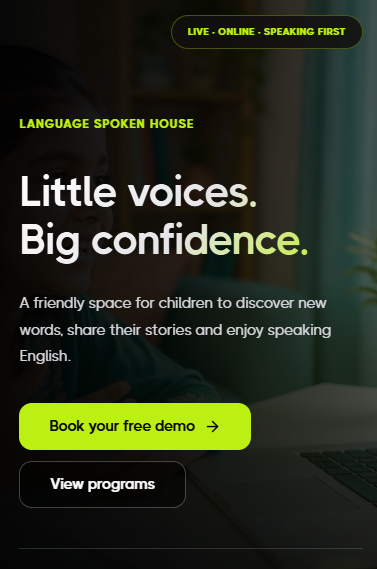 LIVE · ONLINE · SPEAKING FIRST
LANGUAGE SPOKEN HOUSE
Little voices.
Big confidence.
A friendly space for children to discover new
words, share their stories and enjoy speaking
English.
Book your free demo →
View programs